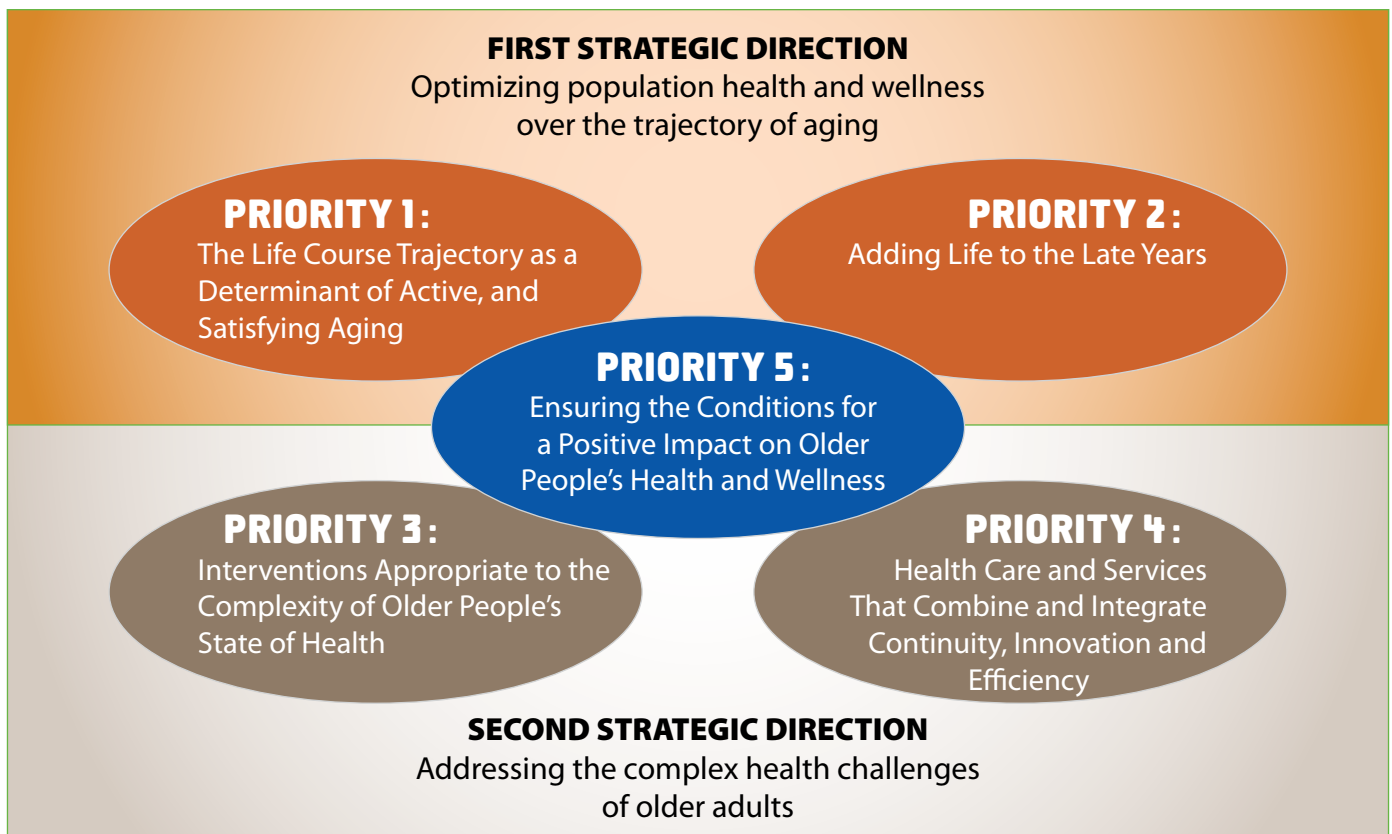 FIRST STRATEGIC DIRECTION
Optimizing population health and wellness
over the trajectory of aging
PRIORITY 1:
The Life Course Trajectory as a
Determinant of Active, and
Satisfying Aging
PRIORITY 2:
Adding Life to the Late Years
PRIORITY 5:
Ensuring the Conditions for
a Positive Impact on Older
People’s Health and Wellness
PRIORITY 3:
Interventions Appropriate to the
Complexity of Older People’s
State of Health
PRIORITY 4:
Health Care and Services
That Combine and Integrate
Continuity, Innovation and
Efficiency
SECOND STRATEGIC DIRECTION
Addressing the complex health challenges
of older adults